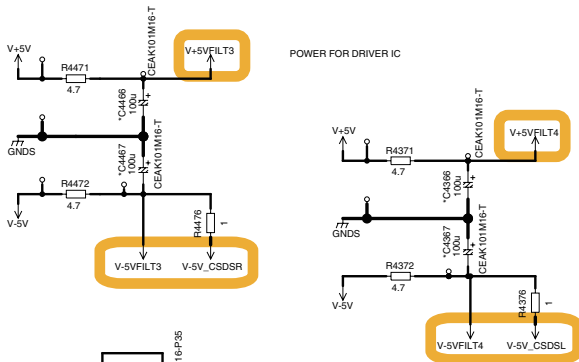 CEAK101M16-T
V+5VFILT3
V+5V
R4471
4.7
*C4466
100u
+
GNDS
*C4467
100u
+
CEAK101M16-T
R4472
4.7
V-5V
R4476
1
V-5VFILT3
V-5V_CSDSR
16-P35
POWER FOR DRIVER IC
CEAK101M16-T
V+5VFILT4
V+5V
R4371
4.7
*C4366
100u
+
GNDS
*C4367
100u
+
CEAK101M16-T
R4372
4.7
V-5V
R4376
1
V-5VFILT4
V-5V_CSDSL